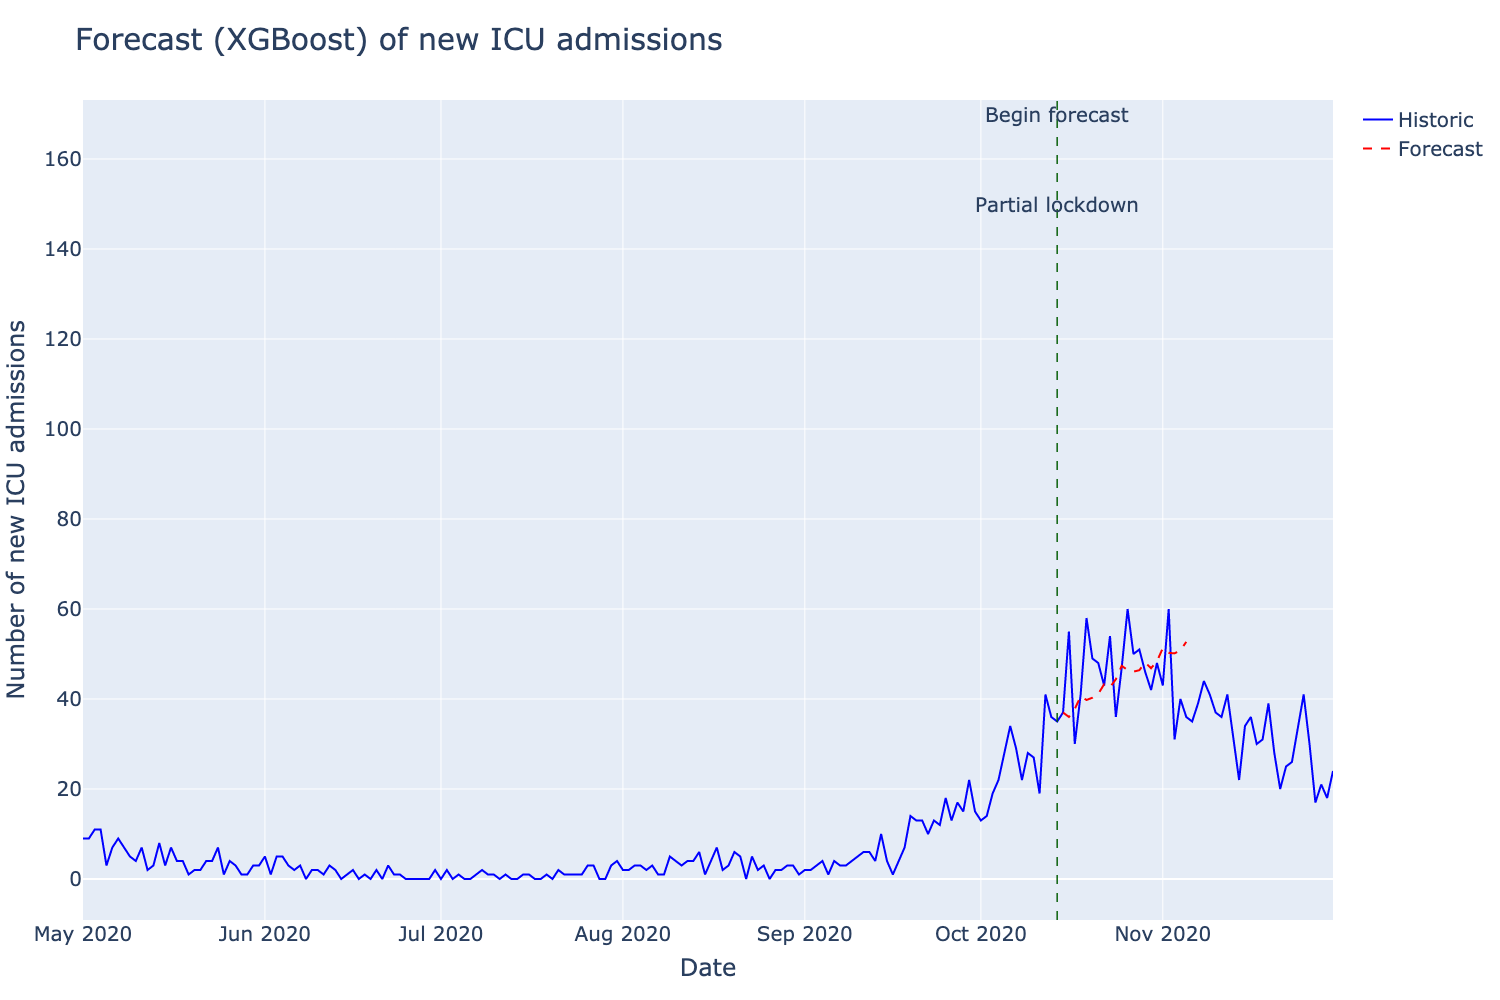 Forecast (XGBoost) of new ICU admissions
Begin forecast
Historic
Forecast
Partial lockdown
160
140
120
100
80
60
40
20
0
Number of new ICU admissions
May 2020
Jun 2020
Jul 2020
Aug 2020
Sep 2020
Oct 2020
Nov 2020
Date